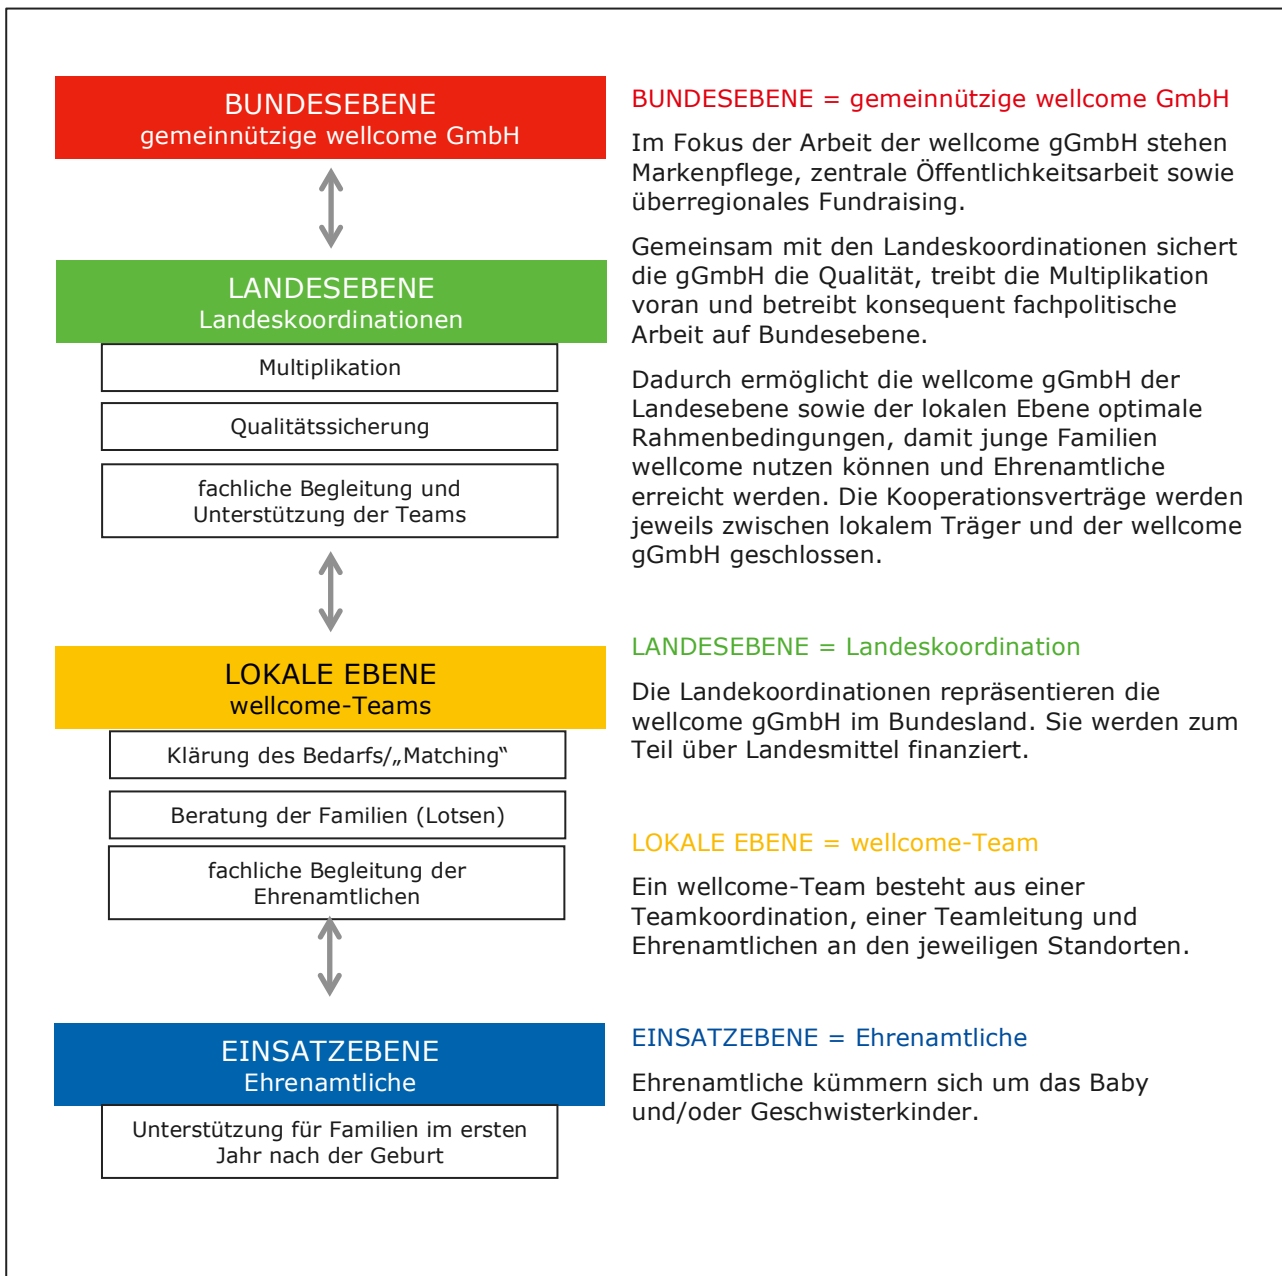 BUNDESEBENE
gemeinnützige wellcome GmbH
LANDESEBENE
Landeskoordinationen
Multiplikation
Qualitätssicherung
fachliche Begleitung und
Unterstützung der Teams
LOKALE EBENE
wellcome-Teams
Klärung des Bedarfs/„Matching“
Beratung der Familien (Lotsen)
fachliche Begleitung der
Ehrenamtlichen
EINSATZEBENE
Ehrenamtliche
Unterstützung für Familien im ersten
Jahr nach der Geburt
BUNDESEBENE = gemeinnützige wellcome GmbH
Im Fokus der Arbeit der wellcome gGmbH stehen
Markenpflege, zentrale Öffentlichkeitsarbeit sowie
überregionales Fundraising.
Gemeinsam mit den Landeskoordinationen sichert
die gGmbH die Qualität, treibt die Multiplikation
voran und betreibt konsequent fachpolitische
Arbeit auf Bundesebene.
Dadurch ermöglicht die wellcome gGmbH der
Landesebene sowie der lokalen Ebene optimale
Rahmenbedingungen, damit junge Familien
wellcome nutzen können und Ehrenamtliche
erreicht werden. Die Kooperationsverträge werden
jeweils zwischen lokalem Träger und der wellcome
gGmbH geschlossen.
LANDESEBENE = Landeskoordination
Die Landekoordinationen repräsentieren die
wellcome gGmbH im Bundesland. Sie werden zum
Teil über Landesmittel finanziert.
LOKALE EBENE = wellcome-Team
Ein wellcome-Team besteht aus einer
Teamkoordination, einer Teamleitung und
Ehrenamtlichen an den jeweiligen Standorten.
EINSATZEBENE = Ehrenamtliche
Ehrenamtliche kümmern sich um das Baby
und/oder Geschwisterkinder.